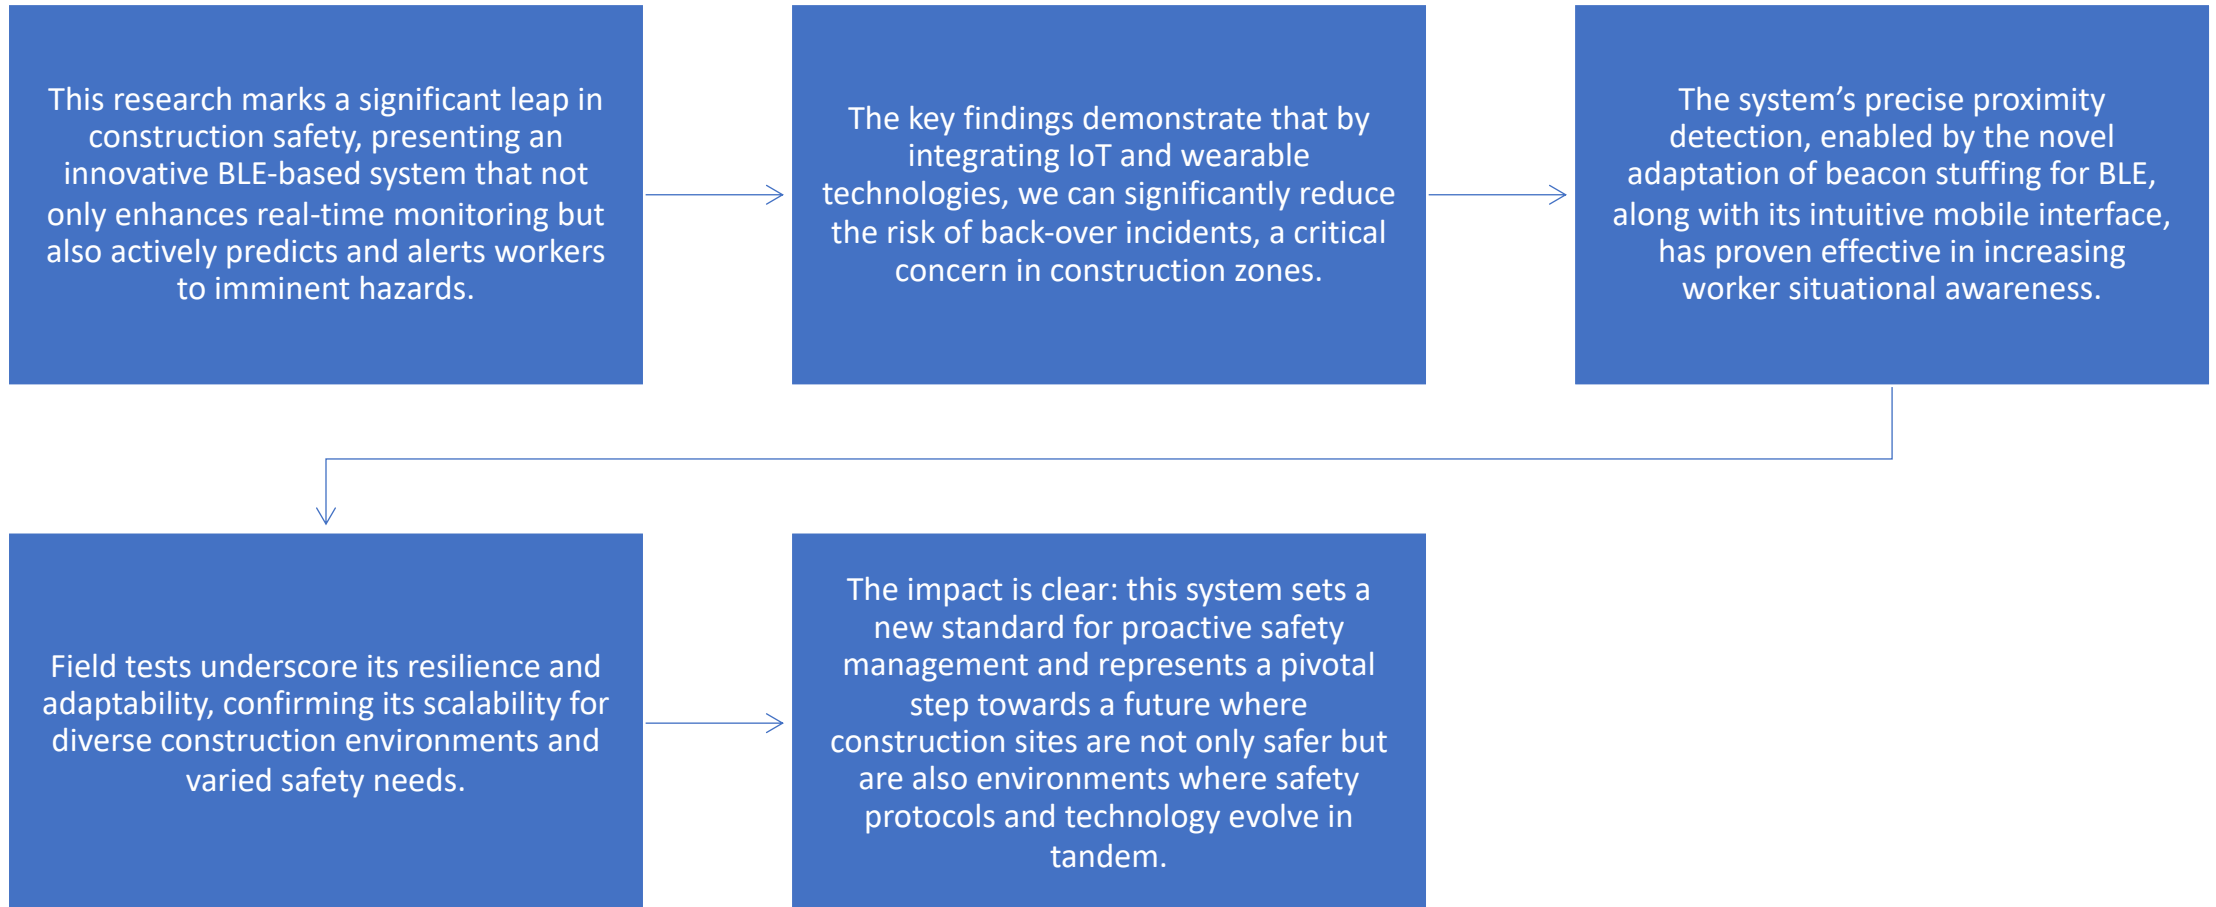 This research marks a significant leap in
construction safety, presenting an
innovative BLE-based system that not
only enhances real-time monitoring but
also actively predicts and alerts workers
to imminent hazards.
The key findings demonstrate that by
integrating IoT and wearable
technologies, we can significantly reduce
the risk of back-over incidents, a critical
concern in construction zones.
The system’s precise proximity
detection, enabled by the novel
adaptation of beacon stuffing for BLE,
along with its intuitive mobile interface,
has proven effective in increasing
worker situational awareness.
Field tests underscore its resilience and
adaptability, confirming its scalability for
diverse construction environments and
varied safety needs.
The impact is clear: this system sets a
new standard for proactive safety
management and represents a pivotal
step towards a future where
construction sites are not only safer but
are also environments where safety
protocols and technology evolve in
tandem.